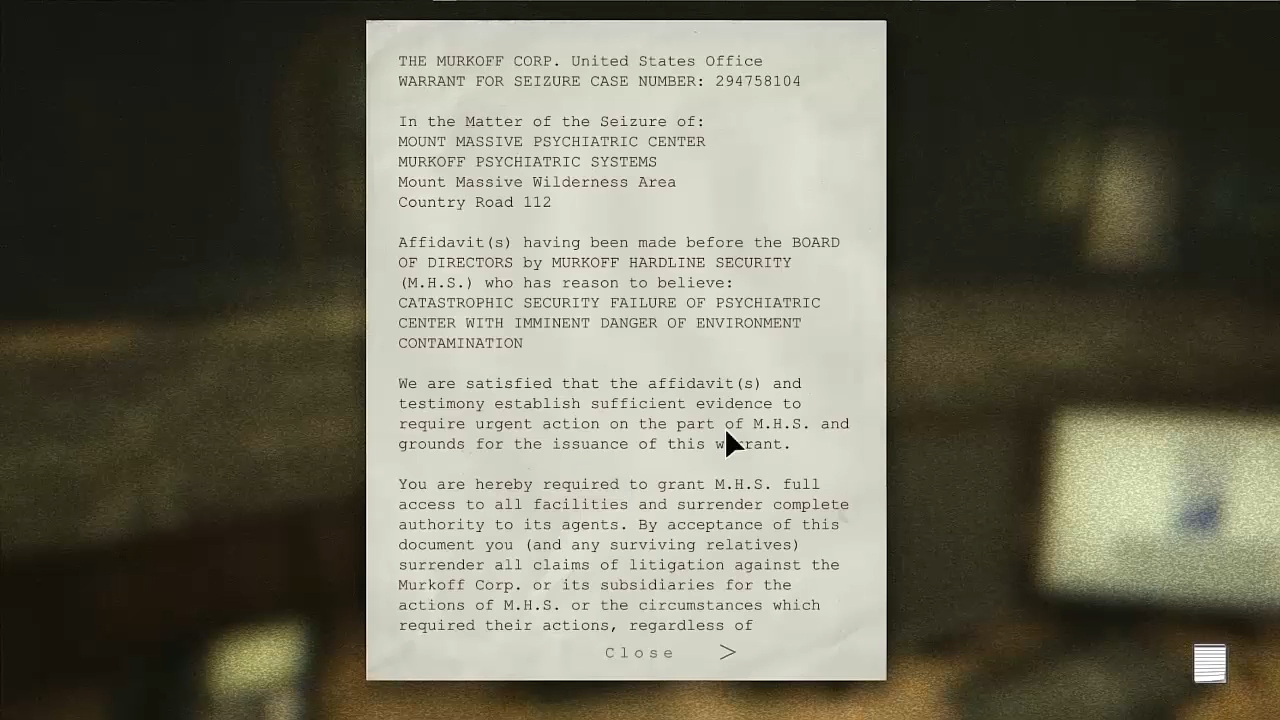 THE MURKOFF CORP. United States Office
WARRANT FOR SEIZURE CASE NUMBER: 294758104
In the Matter of the Seizure of:
MOUNT MASSIVE PSYCHIATRIC CENTER
MURKOFF PSYCHIATRIC SYSTEMS
Mount Massive Wilderness Area
Country Road 112
Affidavit(s) having been made before the BOARD
OF DIRECTORS by MURKOFF HARDLINE SECURITY
(M.H.S.) who has reason to believe:
CATASTROPHIC SECURITY FAILURE OF PSYCHIATRIC
CENTER WITH IMMINENT DANGER OF ENVIRONMENT
CONTAMINATION
We are satisfied that the affidavit(s) and
testimony establish sufficient evidence to
require urgent action on the part of M.H.S. and
grounds for the issuance of this warrant.
You are hereby required to grant M.H.S. full
access to all facilities and surrender complete
authority to its agents. By acceptance of this
document you (and any surviving relatives)
surrender all claims of litigation against the
Murkoff Corp. or its subsidiaries for the
actions of M.H.S. or the circumstances which
required their actions, regardless of
Close >